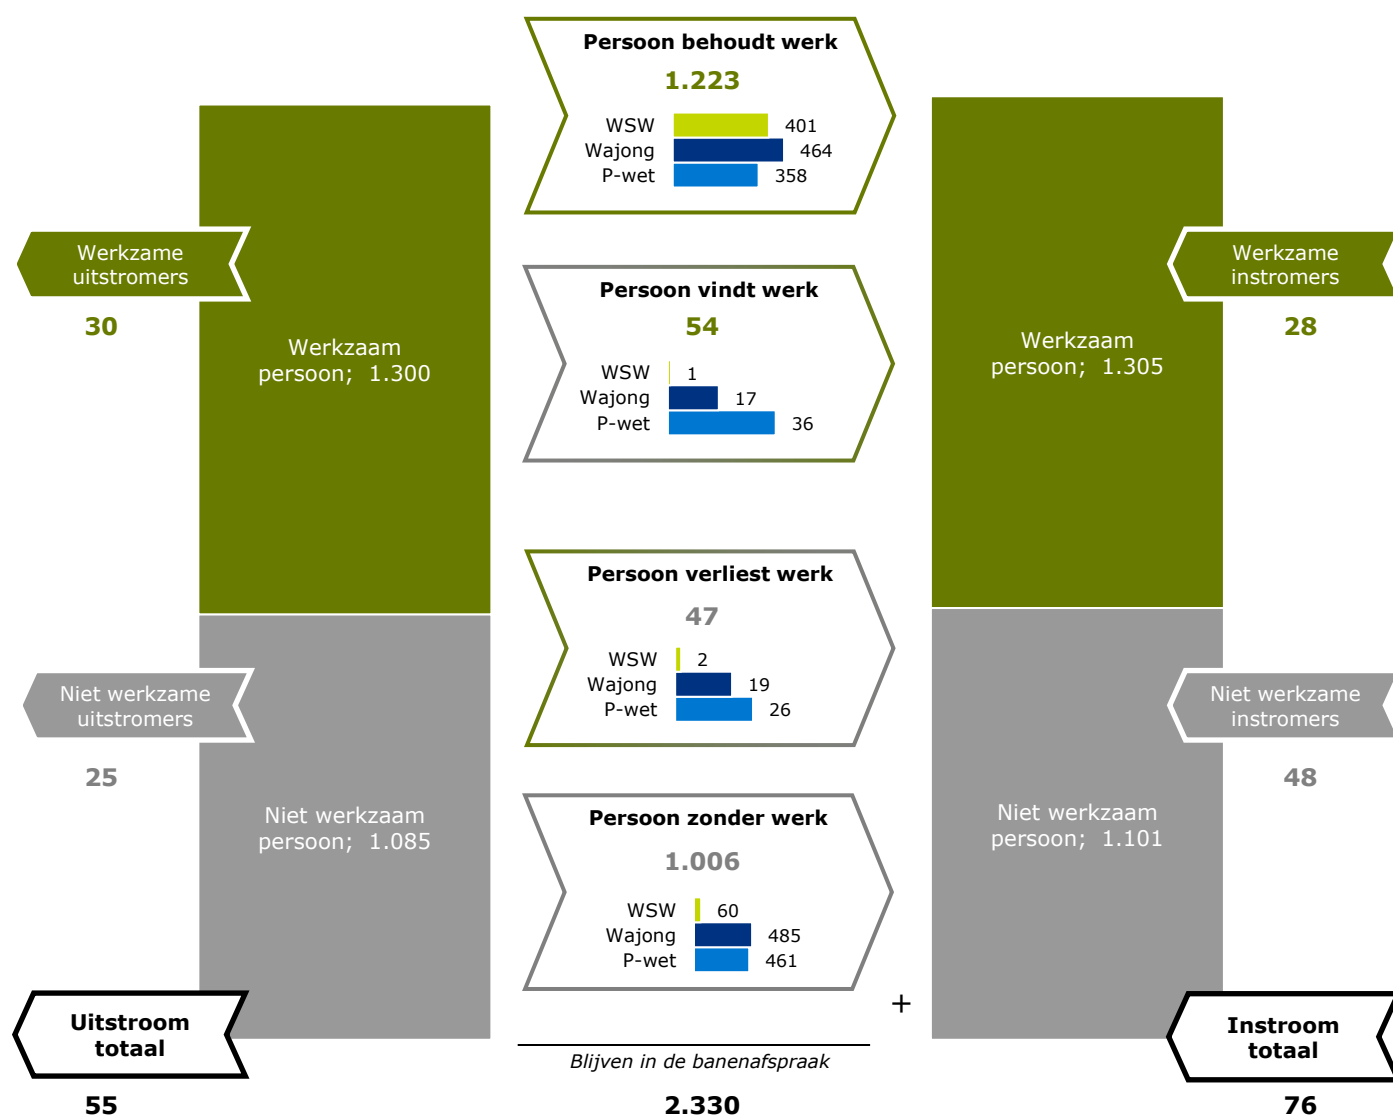 Persoon behoudt werk
1.223
WSW 401
Wajong 464
P-wet 358
Werkzame
uitstromers
30
Werkzaam
persoon; 1.300
Persoon vindt werk
54
WSW 1
Wajong 17
P-wet 36
Werkzaam
persoon; 1.305
Werkzame
instromers
28
Persoon verliest werk
47
WSW 2
Wajong 19
P-wet 26
Niet werkzame
uitstromers
25
Niet werkzaam
persoon; 1.085
Persoon zonder werk
1.006
WSW 60
Wajong 485
P-wet 461
Niet werkzaam
persoon; 1.101
Niet werkzame
instromers
48
Uitstroom
totaal
55
+
Blijven in de banenafspraak
2.330
Instroom
totaal
76